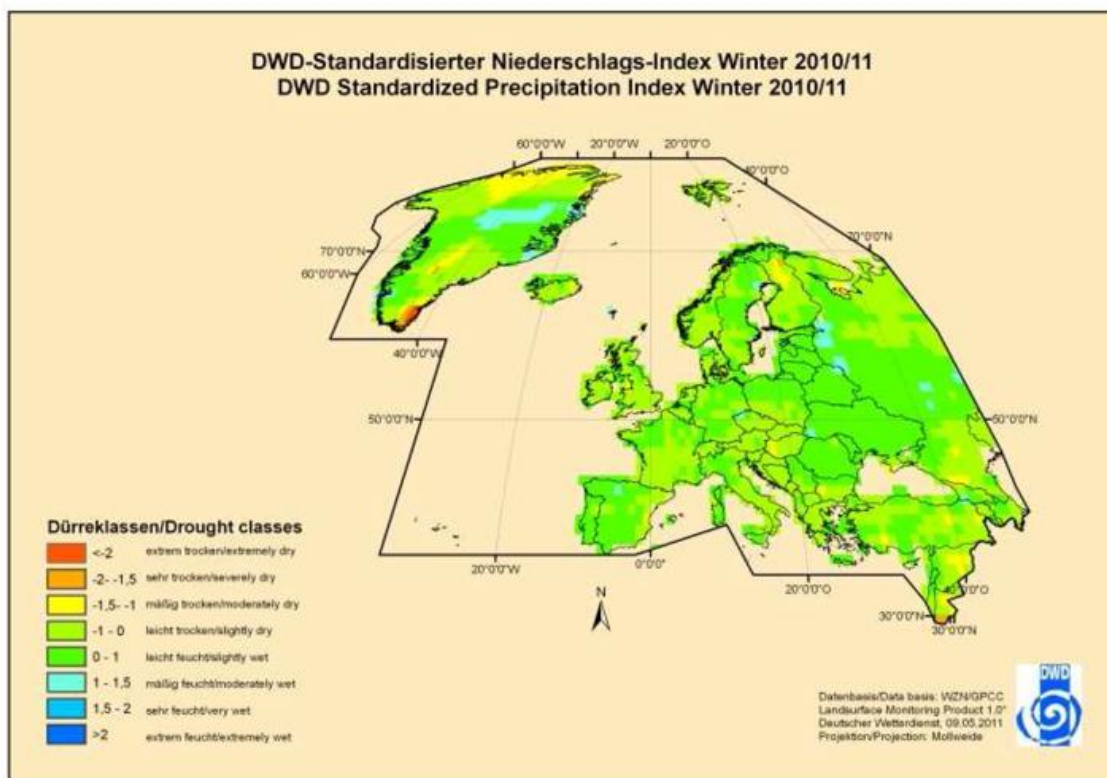 DWD-Standardisierter Niederschlags-Index Winter 2010/11
DWD Standardized Precipitation Index Winter 2010/11
60°0'0"W
20°0'0"W
20°0'0"O
40°0'0"O
70°0'0"N
70°0'0"N
60°0'0"W
40°0'0"W
50°0'0"N
50°0'0"N
20°0'0"W
0°0'0"
20°0'0"O
40°0'0"O
30°0'0"N
30°0'0"N
N
Dürreklassen/Drought classes
<-2 extrem trocken/extremely dry
-2- -1,5 sehr trocken/severely dry
-1,5- -1 mäßig trocken/moderately dry
-1 - 0 leicht trocken/slightly dry
0 - 1 leicht feucht/slightly wet
1 - 1,5 mäßig feucht/moderately wet
1,5 - 2 sehr feucht/very wet
>2 extrem feucht/extremely wet
DWD
Datenbasis/Data basis: WZN/GPCC
Landsurface Monitoring Product 1.0°
Deutscher Wetterdienst, 09.05.2011
Projektion/Projection: Mollweide